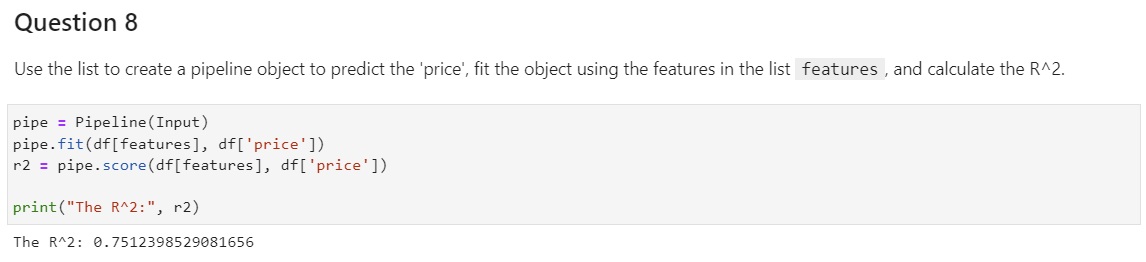 Question 8
Use the list to create a pipeline object to predict the 'price', fit the object using the features in the list features , and calculate the R^2.
pipe = Pipeline(Input)
pipe.fit(df[features], df['price'])
r2 = pipe.score(df[features], df['price'])
print("The R^2:", r2)
The R^2: 0.7512398529081656